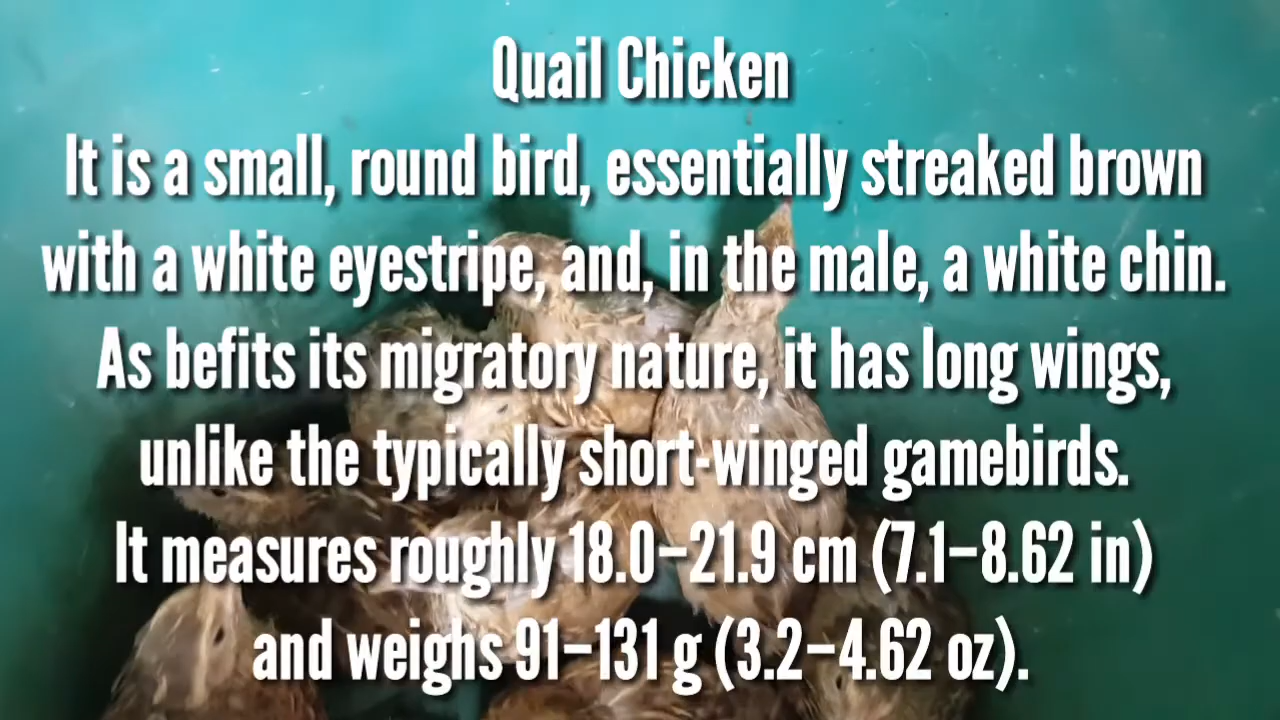 Quail Chicken
It is a small, round bird, essentially streaked brown
with a white eyestripe, and, in the male, a white chin.
As befits its migratory nature, it has long wings,
unlike the typically short-winged gamebirds.
It measures roughly 18.0–21.9 cm (7.1–8.62 in)
and weighs 91–131 g (3.2–4.62 oz).